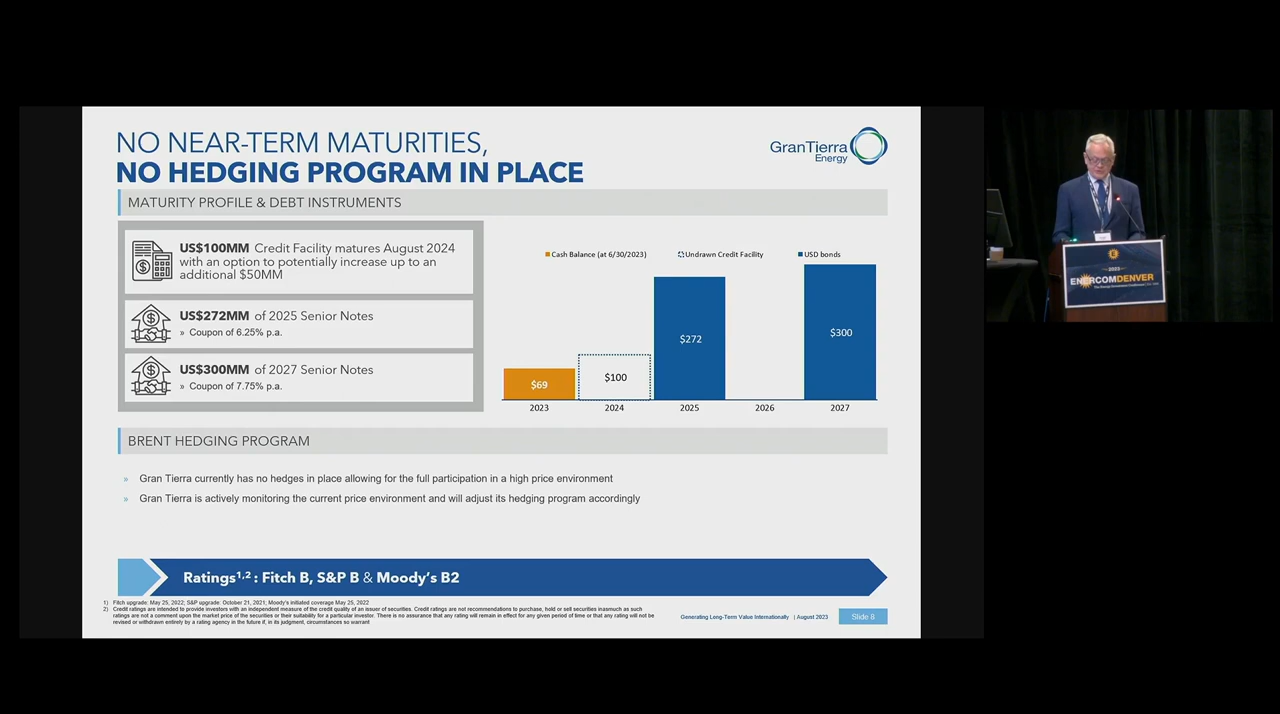 NO NEAR-TERM MATURITIES,
NO HEDGING PROGRAM IN PLACE
GranTierra
Energy
MATURITY PROFILE & DEBT INSTRUMENTS
US$100MM Credit Facility matures August 2024
with an option to potentially increase up to an
additional $50MM
US$272MM of 2025 Senior Notes
» Coupon of 6.25% p.a.
US$300MM of 2027 Senior Notes
» Coupon of 7.75% p.a.
Cash Balance (at 6/30/2023) Undrawn Credit Facility USD bonds
$69 $100 $272 $300
2023 2024 2025 2026 2027
BRENT HEDGING PROGRAM
» Gran Tierra currently has no hedges in place allowing for the full participation in a high price environment
» Gran Tierra is actively monitoring the current price environment and will adjust its hedging program accordingly
Ratings1,2 : Fitch B, S&P B & Moody's B2
1) Fitch upgrade: May 25, 2022; S&P upgrade: October 21, 2021, Moody's initiated coverage May 25, 2022
2) Credit ratings are intended to provide investors with an independent measure of the credit quality of an issuer of securities. Credit ratings are not recommendations to purchase, hold or sell securities inasmuch as such
ratings are not a comment upon the market price of the securities or their suitability for a particular investor. There is no assurance that any rating will remain in effect for any given period of time or that any rating will not be
revised or withdrawn entirely by a rating agency in the future if, in its judgment, circumstances so warrant
Generating Long-Term Value Internationally | August 2023
Slide 8
2023
ENERCOMDENVER